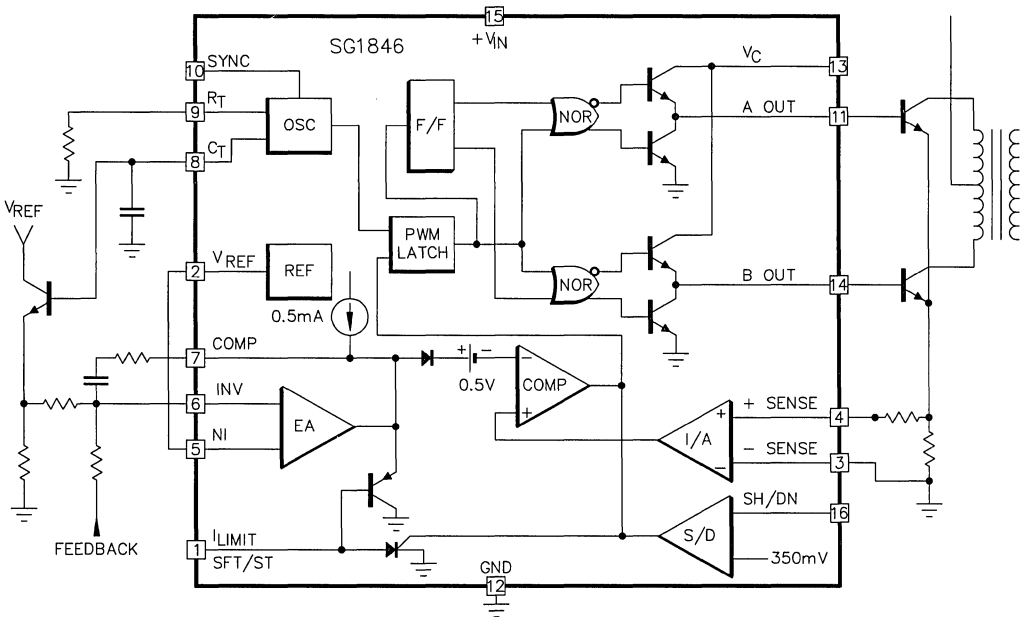 15
+VIN
SG1846
10
SYNC
VC
13
9
RT
OSC
F/F
NOR
A OUT
11
8
CT
VREF
PWM
LATCH
2
VREF
REF
NOR
B OUT
14
0.5mA
7
COMP
+ -
0.5V
-
COMP
+
6
INV
EA
5
NI
+
I/A
-
+ SENSE
4
- SENSE
3
SH/DN
16
S/D
350mV
FEEDBACK
1
ILIMIT
SFT/ST
GND
12